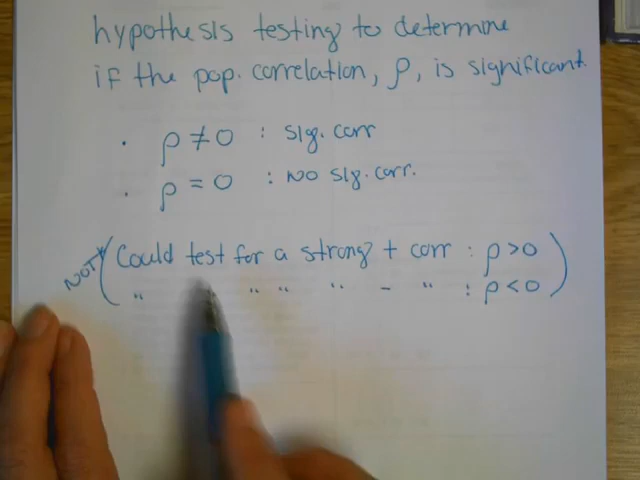 hypothesis testing to determine
if the pop. correlation, ρ, is significant.
· ρ ≠ 0 : sig. corr
· ρ = 0 : No sig. corr.
NOT (Could test for a strong + corr : ρ > 0)
" " " " - " : ρ < 0